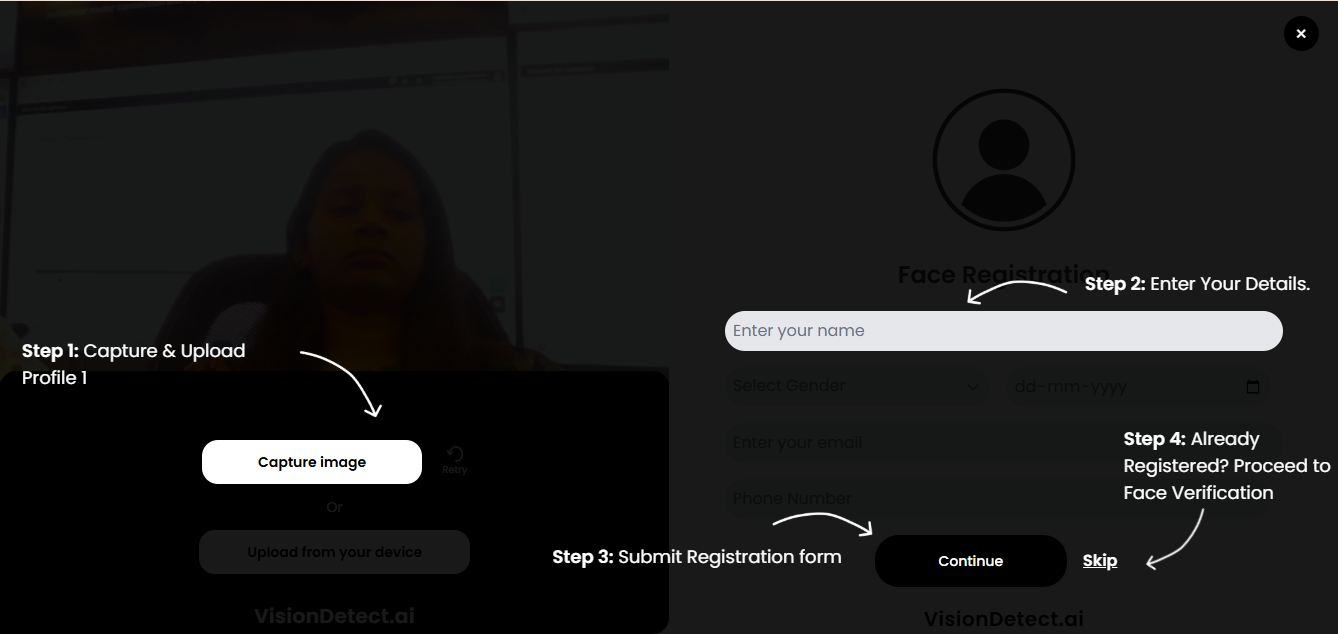 ×
Face Registration
Step 2: Enter Your Details.
Enter your name
Step 1: Capture & Upload
Profile 1
Select Gender
dd-mm-yyyy
Enter your email
Step 4: Already
Registered? Proceed to
Face Verification
Capture image
Retry
Or
Phone Number
Upload from your device
Step 3: Submit Registration form
Continue
Skip
VisionDetect.ai
VisionDetect.ai